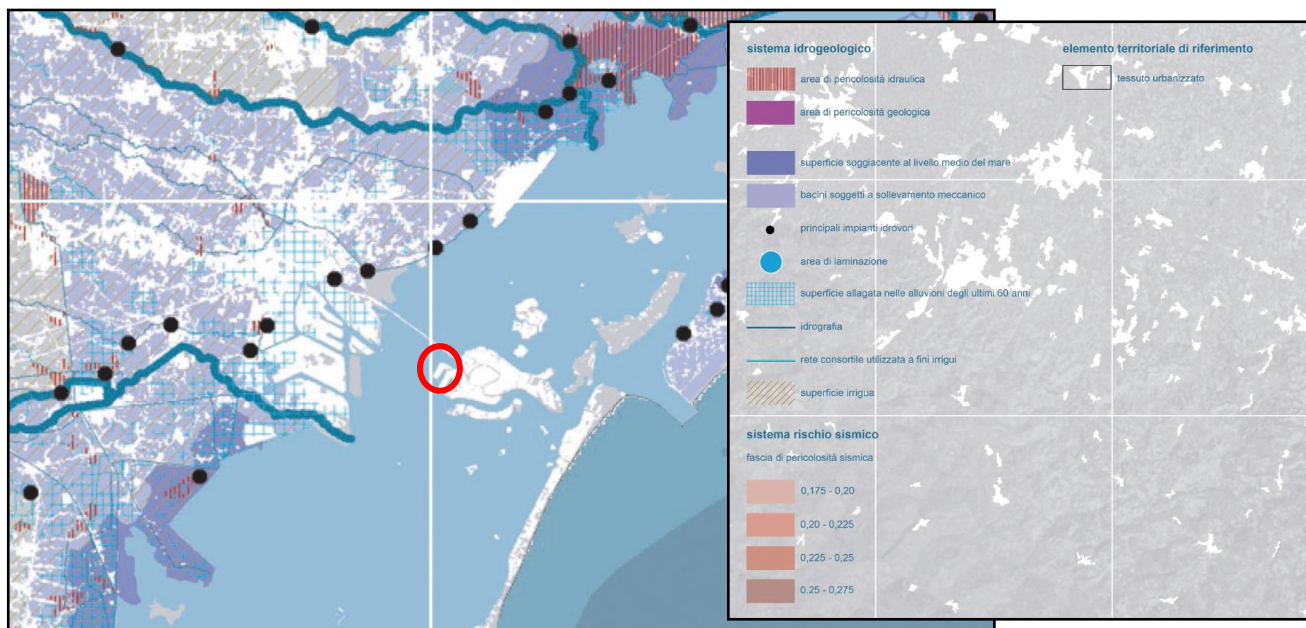 sistema idrogeologico
area di pericolosità idraulica
area di pericolosità geologica
superficie soggiacente al livello medio del mare
bacini soggetti a sollevamento meccanico
principali impianti idrovori
area di laminazione
superficie allagata nelle alluvioni degli ultimi 60 anni
idrografia
rete consortile utilizzata a fini irrigui
superficie irrigua
sistema rischio sismico
fascia di pericolosità sismica
0,175 - 0,20
0,20 - 0,225
0,225 - 0,25
0.25 - 0,275
elemento territoriale di riferimento
tessuto urbanizzato